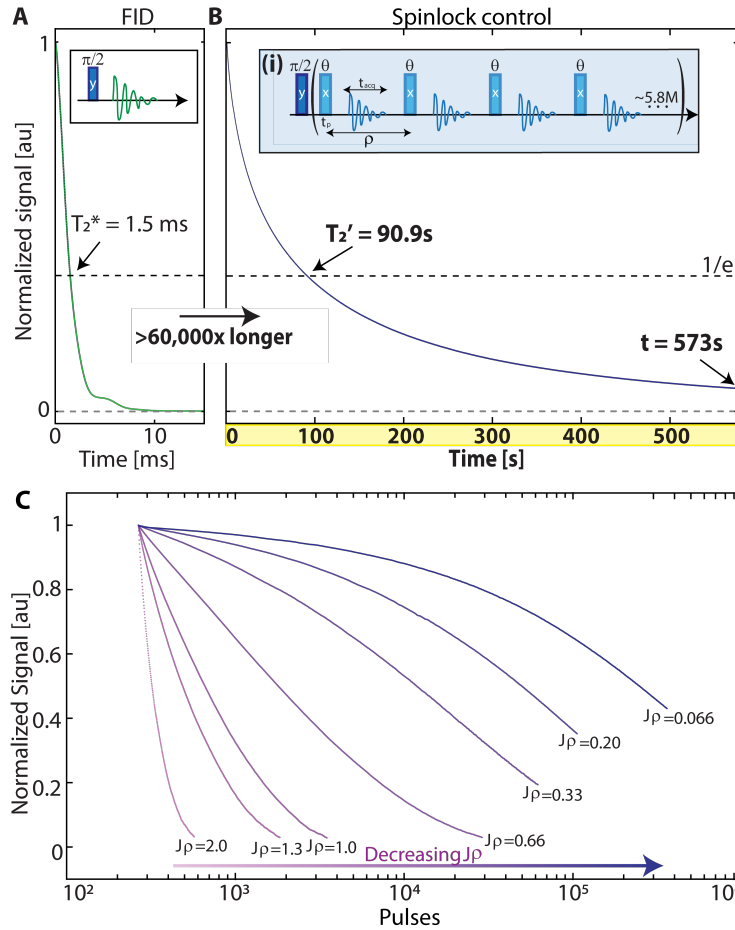 A
FID
B
Spinlock control
Normalized signal [au]
1
0
π/2
y
T₂* = 1.5 ms
0
10
Time [ms]
(i)
π/2
θ
θ
θ
θ
y
x
x
x
x
t_acq
t_p
ρ
~5.8M
....
T₂’ = 90.9s
1/e
>60,000x longer
t = 573s
0
100
200
300
400
500
Time [s]
C
Normalized Signal [au]
1
0.8
0.6
0.4
0.2
0
Jρ=0.066
Jρ=0.20
Jρ=0.33
Jρ=0.66
Jρ=2.0
Jρ=1.3
Jρ=1.0
Decreasing Jρ
10²
10³
10⁴
10⁵
Pulses